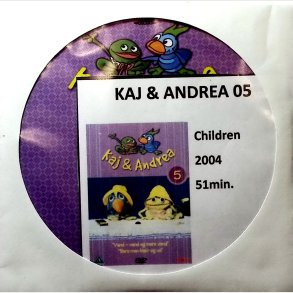 KAJ & ANDREA 05
Children
2004
51min.
Kaj & Andrea
5